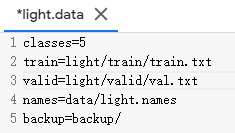 *light.data
1 classes=5
2 train=light/train/train.txt
3 valid=light/valid/val.txt
4 names=data/light.names
5 backup=backup/